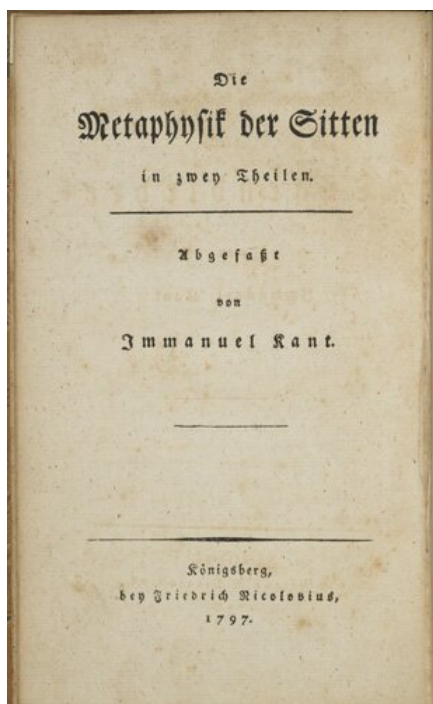 Die
Metaphysik der Sitten
in zwey Theilen.
Abgefaßt
von
Immanuel Kant.
Königsberg,
bey Friedrich Nicolovius,
1797.